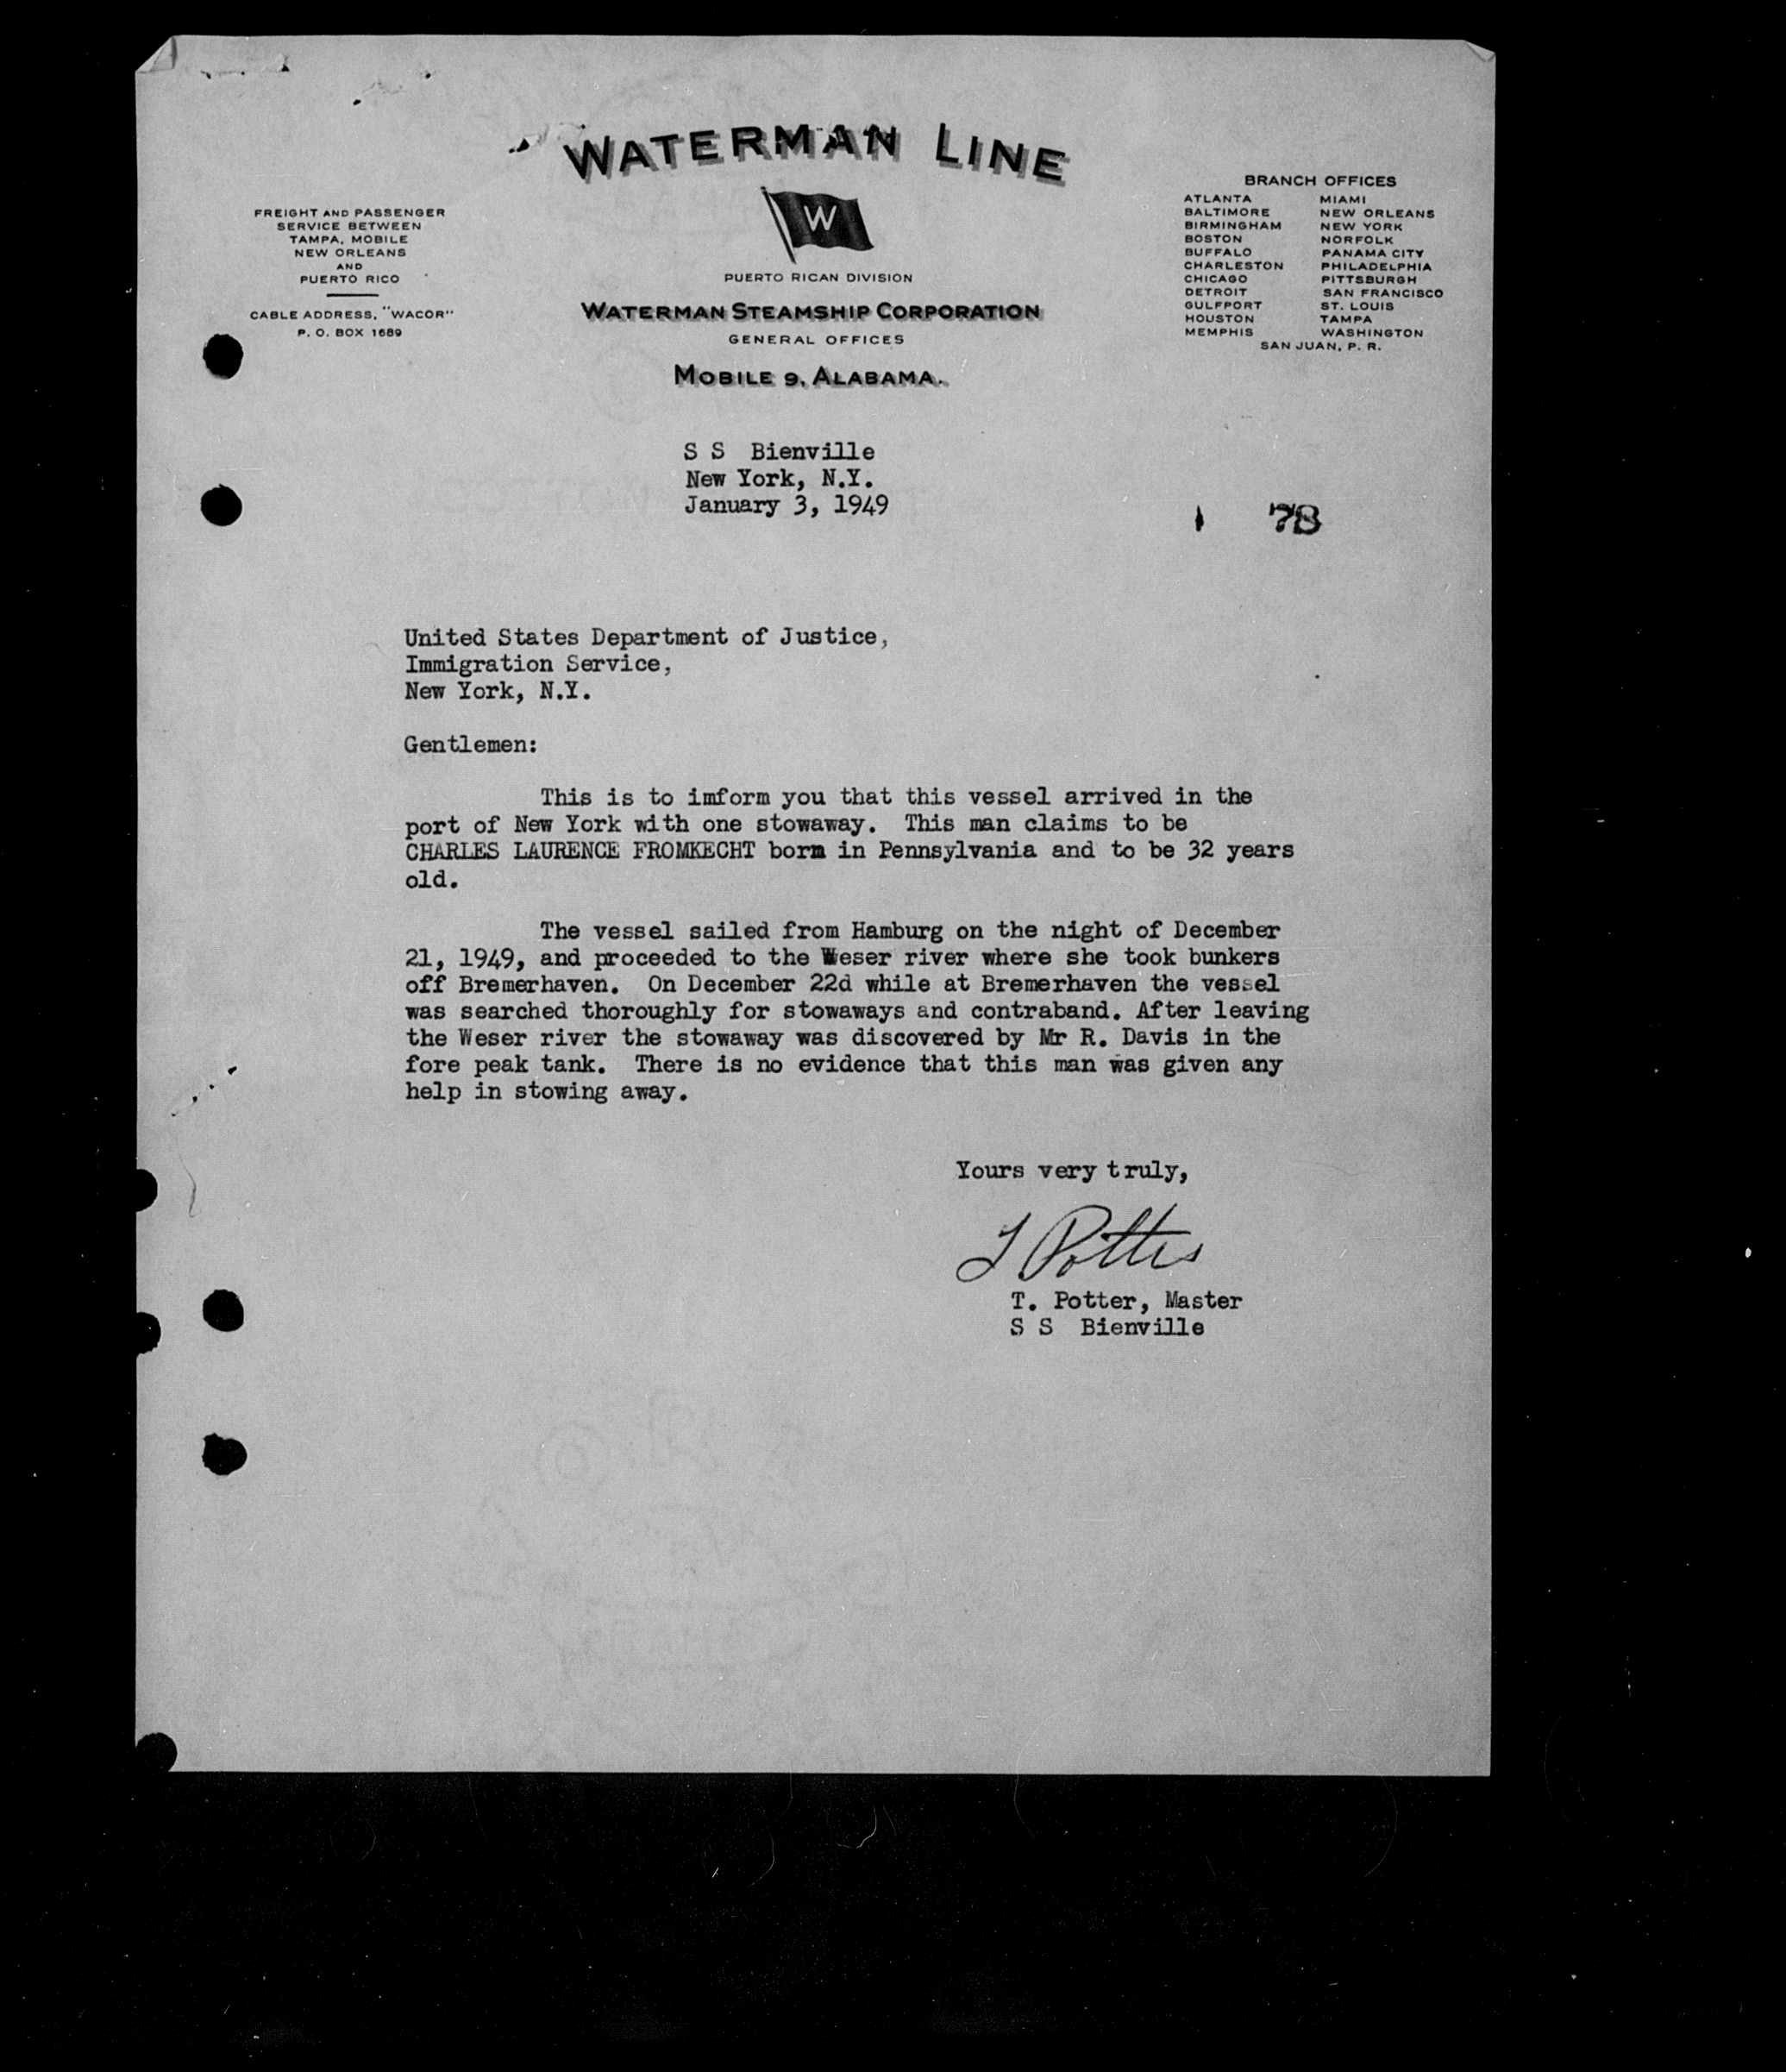 WATERMAN LINE
W
FREIGHT AND PASSENGER
SERVICE BETWEEN
TAMPA, MOBILE
NEW ORLEANS
AND
PUERTO RICO
CABLE ADDRESS, "WACOR"
P. O. BOX 1689
PUERTO RICAN DIVISION
WATERMAN STEAMSHIP CORPORATION
GENERAL OFFICES
MOBILE 9, ALABAMA.
BRANCH OFFICES
ATLANTA MIAMI
BALTIMORE NEW ORLEANS
BIRMINGHAM NEW YORK
BOSTON NORFOLK
BUFFALO PANAMA CITY
CHARLESTON PHILADELPHIA
CHICAGO PITTSBURGH
DETROIT SAN FRANCISCO
GULFPORT ST. LOUIS
HOUSTON TAMPA
MEMPHIS WASHINGTON
SAN JUAN, P. R.
S S Bienville
New York, N.Y.
January 3, 1949
1 78
United States Department of Justice,
Immigration Service,
New York, N.Y.
Gentlemen:
This is to imform you that this vessel arrived in the
port of New York with one stowaway. This man claims to be
CHARLES LAURENCE FROMKECHT born in Pennsylvania and to be 32 years
old.
The vessel sailed from Hamburg on the night of December
21, 1949, and proceeded to the Weser river where she took bunkers
off Bremerhaven. On December 22d while at Bremerhaven the vessel
was searched thoroughly for stowaways and contraband. After leaving
the Weser river the stowaway was discovered by Mr R. Davis in the
fore peak tank. There is no evidence that this man was given any
help in stowing away.
Yours very truly,
T Potter
T. Potter, Master
S S Bienville